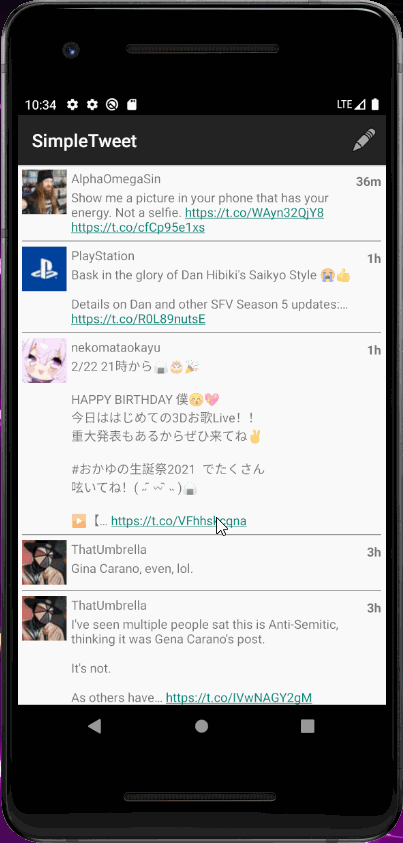 10:34
LTE
SimpleTweet
AlphaOmegaSin
36m
Show me a picture in your phone that has your
energy. Not a selfie. https://t.co/WAyn32QjY8
https://t.co/cfCp95e1xs
PlayStation
1h
Bask in the glory of Dan Hibiki's Saikyo Style 😭👍
Details on Dan and other SFV Season 5 updates:...
https://t.co/R0L89nutsE
nekomataokayu
1h
2/22 21時から🍙🎂🎉
HAPPY BIRTHDAY 僕😚💖
今日ははじめての3Dお歌Live！！
重大発表もあるからぜひ来てね✌
#おかゆの生誕祭2021 でたくさん
呟いてね！
▶【...
ThatUmbrella
3h
Gina Carano, even, lol.
ThatUmbrella
3h
I've seen multiple people sat this is Anti-Semitic,
thinking it was Gena Carano's post.
It's not.
As others have... https://t.co/IVwNAGY2gM